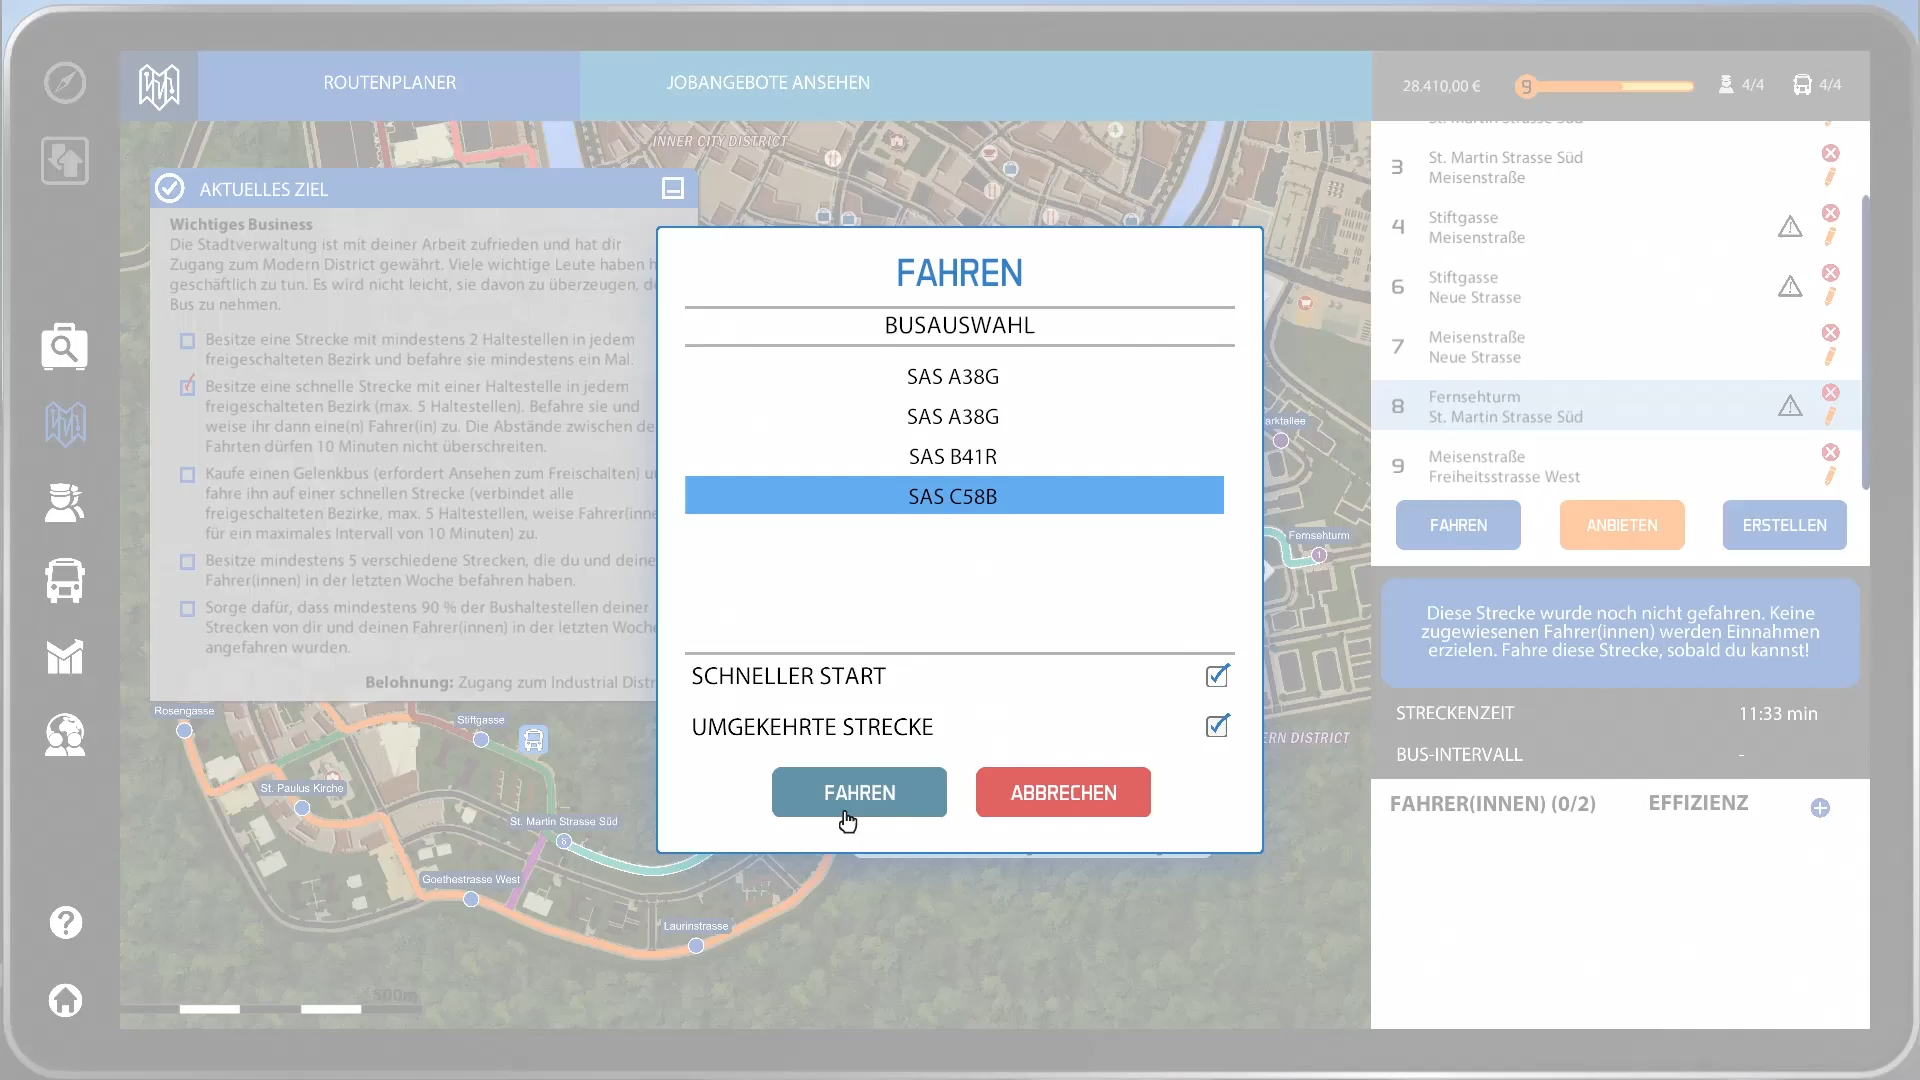 ROUTENPLANER
JOBANGEBOTE ANSEHEN
28.410,00 €
9
4/4
4/4
INNER CITY DISTRICT
AKTUELLES ZIEL
Wichtiges Business
Die Stadtverwaltung ist mit deiner Arbeit zufrieden und hat dir
Zugang zum Modern District gewährt. Viele wichtige Leute haben h
geschäftlich zu tun. Es wird nicht leicht, sie davon zu überzeugen, de
Bus zu nehmen.
Besitze eine Strecke mit mindestens 2 Haltestellen in jedem
freigeschalteten Bezirk und befahre sie mindestens ein Mal.
Besitze eine schnelle Strecke mit einer Haltestelle in jedem
freigeschalteten Bezirk (max. 5 Haltestellen). Befahre sie und
weise ihr dann eine(n) Fahrer(in) zu. Die Abstände zwischen de
Fahrten dürfen 10 Minuten nicht überschreiten.
Kaufe einen Gelenkbus (erfordert Ansehen zum Freischalten) u
fahre ihn auf einer schnellen Strecke (verbindet alle
freigeschalteten Bezirke, max. 5 Haltestellen, weise Fahrer(inne
für ein maximales Intervall von 10 Minuten) zu.
Besitze mindestens 5 verschiedene Strecken, die du und deine
Fahrer(innen) in der letzten Woche befahren haben.
Sorge dafür, dass mindestens 90 % der Bushaltestellen deiner
Strecken von dir und deinen Fahrer(innen) in der letzten Woche
angefahren wurden.
Belohnung: Zugang zum Industrial Distr
Rosengasse
Stiftgasse
St. Paulus Kirche
St. Martin Strasse Süd
8
Goethestrasse West
Laurinstrasse
500m
FAHREN
BUSAUSWAHL
SAS A38G
SAS A38G
SAS B41R
SAS C58B
SCHNELLER START
UMGEKEHRTE STRECKE
FAHREN
ABBRECHEN
arktallee
Fernsehturm
1
ERN DISTRICT
St. Martin Strasse Süd
3
St. Martin Strasse Süd
Meisenstraße
4
Stiftgasse
Meisenstraße
6
Stiftgasse
Neue Strasse
7
Meisenstraße
Neue Strasse
8
Fernsehturm
St. Martin Strasse Süd
9
Meisenstraße
Freiheitsstrasse West
FAHREN
ANBIETEN
ERSTELLEN
Diese Strecke wurde noch nicht gefahren. Keine
zugewiesenen Fahrer(innen) werden Einnahmen
erzielen. Fahre diese Strecke, sobald du kannst!
STRECKENZEIT 11:33 min
BUS-INTERVALL -
FAHRER(INNEN) (0/2) EFFIZIENZ